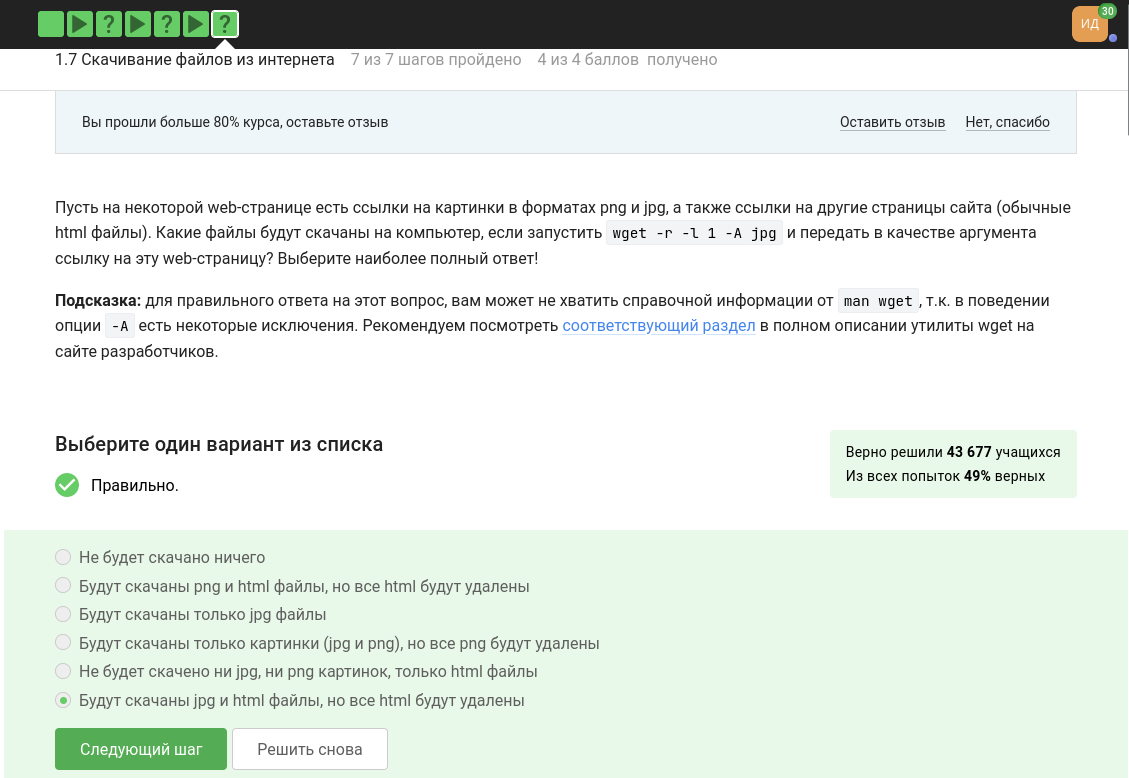 ? ? ?
ИД 30
1.7 Скачивание файлов из интернета 7 из 7 шагов пройдено 4 из 4 баллов получено
Вы прошли больше 80% курса, оставьте отзыв Оставить отзыв Нет, спасибо
Пусть на некоторой web-странице есть ссылки на картинки в форматах png и jpg, а также ссылки на другие страницы сайта (обычные
html файлы). Какие файлы будут скачаны на компьютер, если запустить wget -r -l 1 -A jpg и передать в качестве аргумента
ссылку на эту web-страницу? Выберите наиболее полный ответ!
Подсказка: для правильного ответа на этот вопрос, вам может не хватить справочной информации от man wget, т.к. в поведении
опции -A есть некоторые исключения. Рекомендуем посмотреть соответствующий раздел в полном описании утилиты wget на
сайте разработчиков.
Выберите один вариант из списка
Правильно.
Верно решили 43 677 учащихся
Из всех попыток 49% верных
Не будет скачано ничего
Будут скачаны png и html файлы, но все html будут удалены
Будут скачаны только jpg файлы
Будут скачаны только картинки (jpg и png), но все png будут удалены
Не будет скачено ни jpg, ни png картинок, только html файлы
Будут скачаны jpg и html файлы, но все html будут удалены
Следующий шаг Решить снова